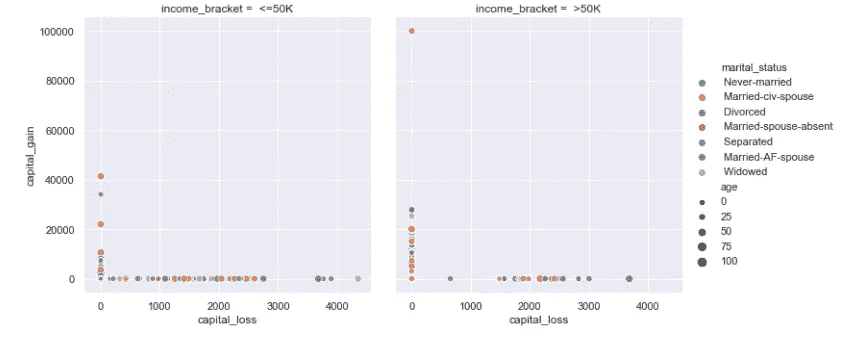 income_bracket = <=50K
income_bracket = >50K
100000
80000
60000
40000
20000
0
capital_gain
0
1000
2000
3000
4000
capital_loss
0
1000
2000
3000
4000
capital_loss
marital_status
Never-married
Married-civ-spouse
Divorced
Married-spouse-absent
Separated
Married-AF-spouse
Widowed
age
0
25
50
75
100